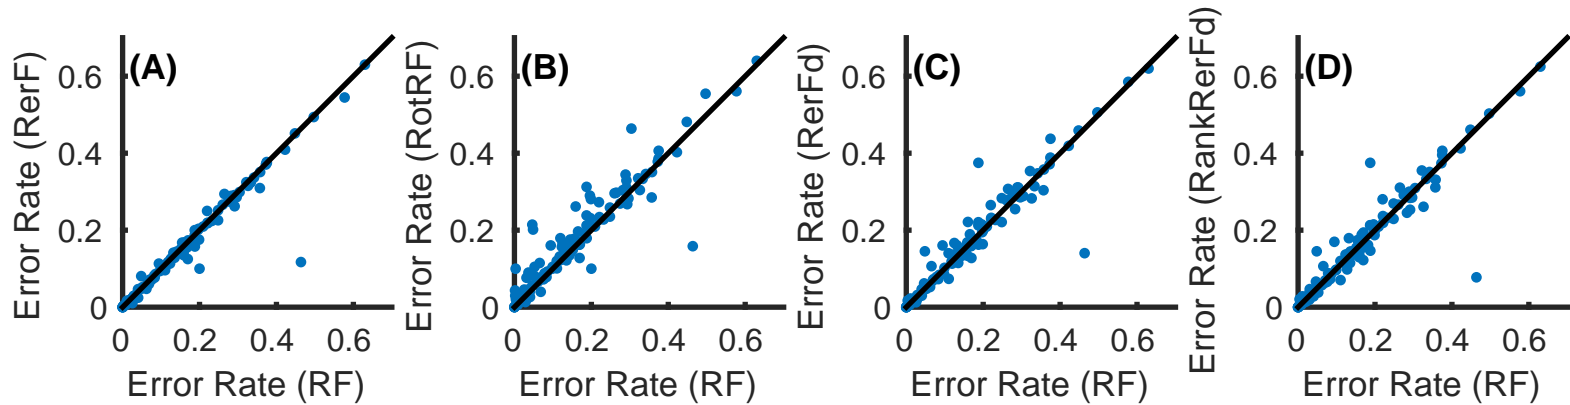 (A)
Error Rate (RerF)
0.6
0.4
0.2
0
0 0.2 0.4 0.6
Error Rate (RF)
(B)
Error Rate (RotRF)
0.6
0.4
0.2
0
0 0.2 0.4 0.6
Error Rate (RF)
(C)
Error Rate (RerFd)
0.6
0.4
0.2
0
0 0.2 0.4 0.6
Error Rate (RF)
(D)
Error Rate (RankRerFd)
0.6
0.4
0.2
0
0 0.2 0.4 0.6
Error Rate (RF)